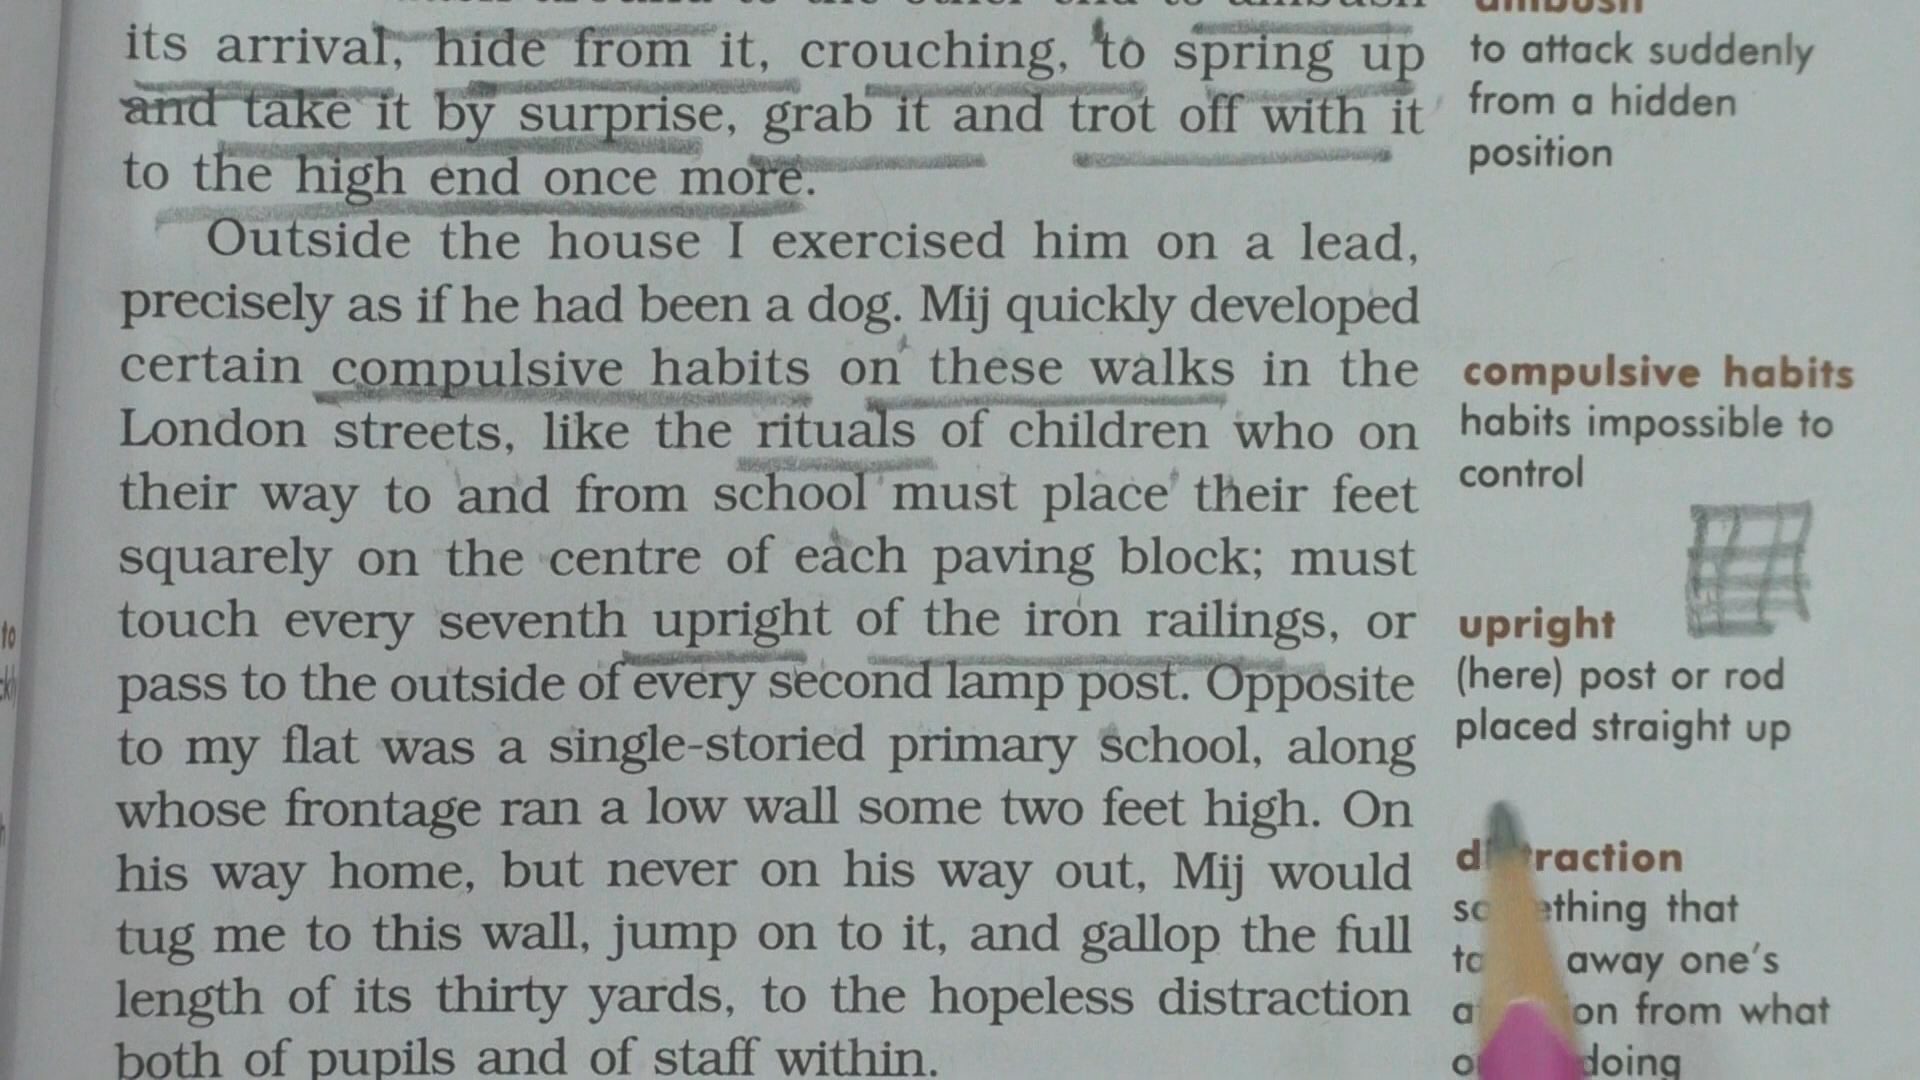 its arrival, hide from it, crouching, to spring up
and take it by surprise, grab it and trot off with it
to the high end once more.
Outside the house I exercised him on a lead,
precisely as if he had been a dog. Mij quickly developed
certain compulsive habits on these walks in the
London streets, like the rituals of children who on
their way to and from school must place their feet
squarely on the centre of each paving block; must
touch every seventh upright of the iron railings, or
pass to the outside of every second lamp post. Opposite
to my flat was a single-storied primary school, along
whose frontage ran a low wall some two feet high. On
his way home, but never on his way out, Mij would
tug me to this wall, jump on to it, and gallop the full
length of its thirty yards, to the hopeless distraction
both of pupils and of staff within.
ambush
to attack suddenly
from a hidden
position
compulsive habits
habits impossible to
control
upright
(here) post or rod
placed straight up
distraction
something that
away one's
from what
doing
to